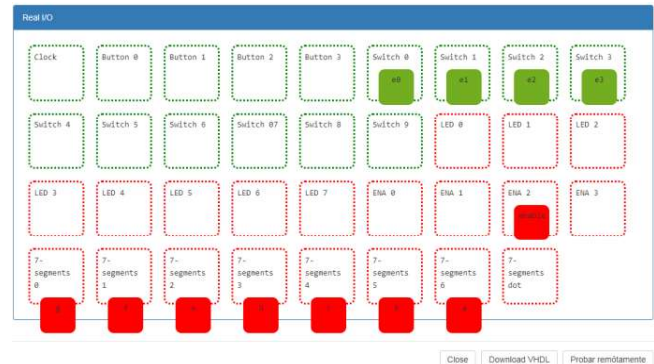 Real I/O
Clock Button 0 Button 1 Button 2 Button 3 Switch 0 Switch 1 Switch 2 Switch 3
e0 e1 e2 e3
Switch 4 Switch 5 Switch 6 Switch 07 Switch 8 Switch 9 LED 0 LED 1 LED 2
LED 3 LED 4 LED 5 LED 6 LED 7 ENA 0 ENA 1 ENA 2 ENA 3
enable
7- 7- 7- 7- 7- 7- 7- 7-
segments segments segments segments segments segments segments segments
0 1 2 3 4 5 6 dot
g f e d c b a
Close Download VHDL Probar remótamente